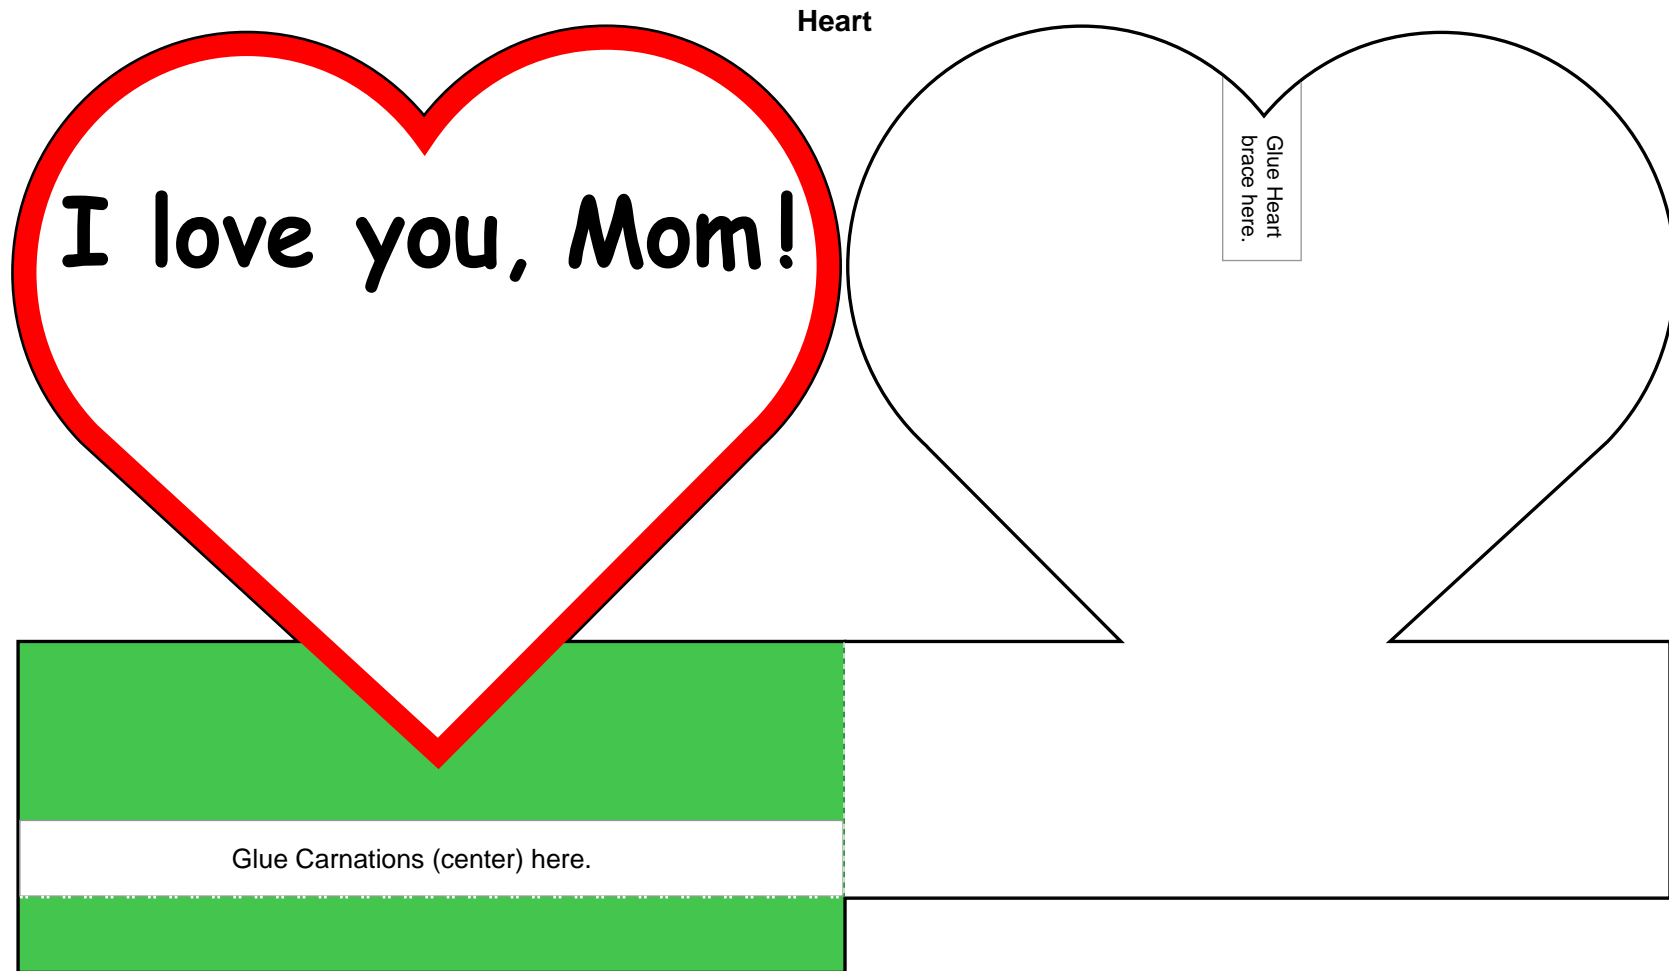 Heart
I love you, Mom!
Glue Heart
brace here.
Glue Carnations (center) here.